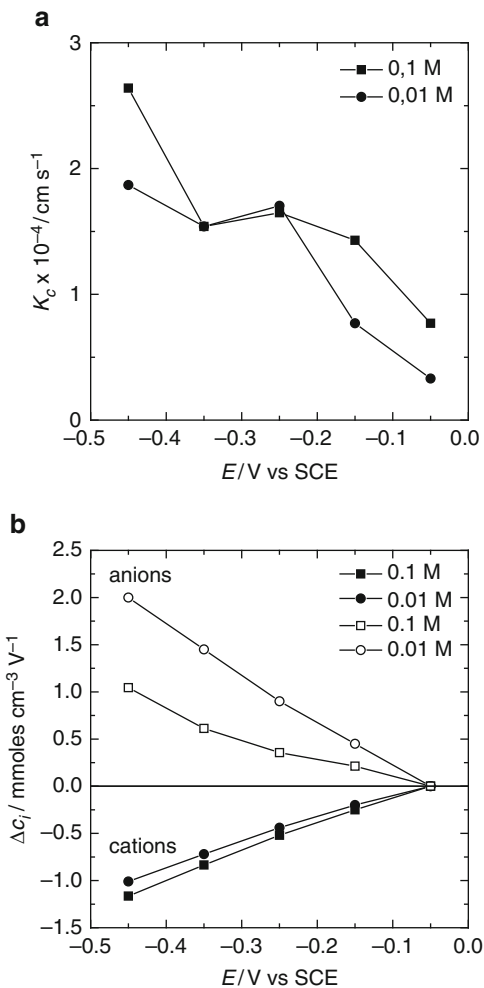 a
3
0,1 M
0,01 M
2
K_c x 10⁻⁴/cm s⁻¹
1
0
−0.5 −0.4 −0.3 −0.2 −0.1 0.0
E/V vs SCE
b
2.5
anions
0.1 M
2.0
0.01 M
0.1 M
1.5
0.01 M
1.0
0.5
Δc_i / mmoles cm⁻³ V⁻¹
0.0
−0.5
cations
−1.0
−1.5
−0.5 −0.4 −0.3 −0.2 −0.1 0.0
E/V vs SCE